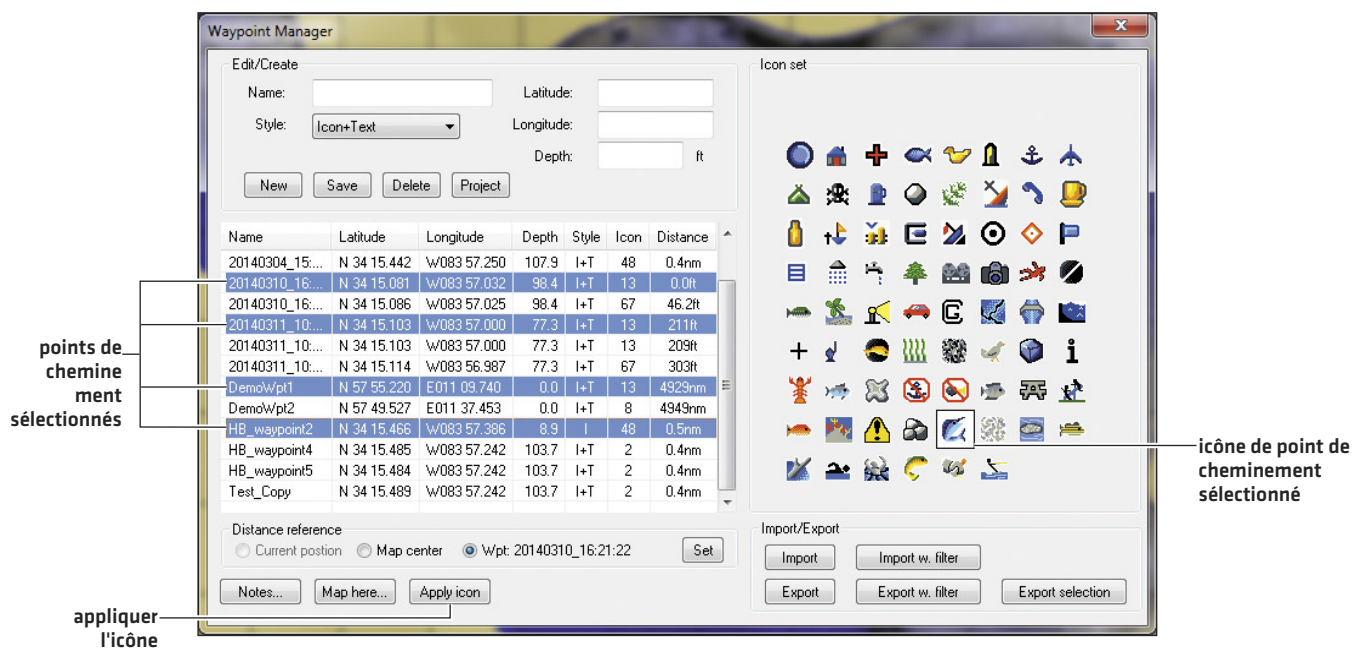 Waypoint Manager
x
Edit/Create
Name:
Latitude:
Style:
Icon+Text
Longitude:
Depth:
ft
New
Save
Delete
Project
Icon set
Name Latitude Longitude Depth Style Icon Distance
20140304_15:... N 34 15.442 W083 57.250 107.9 I+T 48 0.4nm
20140310_16:... N 34 15.081 W083 57.032 98.4 I+T 13 0.0ft
20140310_16:... N 34 15.086 W083 57.025 98.4 I+T 67 46.2ft
20140311_10:... N 34 15.103 W083 57.000 77.3 I+T 13 211ft
20140311_10:... N 34 15.103 W083 57.000 77.3 I+T 13 209ft
20140311_10:... N 34 15.114 W083 56.987 77.3 I+T 67 303ft
DemoWpt1 N 57 55.220 E011 09.740 0.0 I+T 13 4929nm
DemoWpt2 N 57 49.527 E011 37.453 0.0 I+T 8 4949nm
HB_waypoint2 N 34 15.466 W083 57.386 8.9 I 48 0.5nm
HB_waypoint4 N 34 15.485 W083 57.242 103.7 I+T 2 0.4nm
HB_waypoint5 N 34 15.484 W083 57.242 103.7 I+T 2 0.4nm
Test_Copy N 34 15.489 W083 57.242 103.7 I+T 2 0.4nm
points de
chemine
ment
sélectionnés
icône de point de
cheminement
sélectionné
Distance reference
Current postion
Map center
Wpt: 20140310_16:21:22
Set
Import/Export
Import
Import w. filter
Export
Export w. filter
Export selection
Notes...
Map here...
Apply icon
appliquer
l'icône